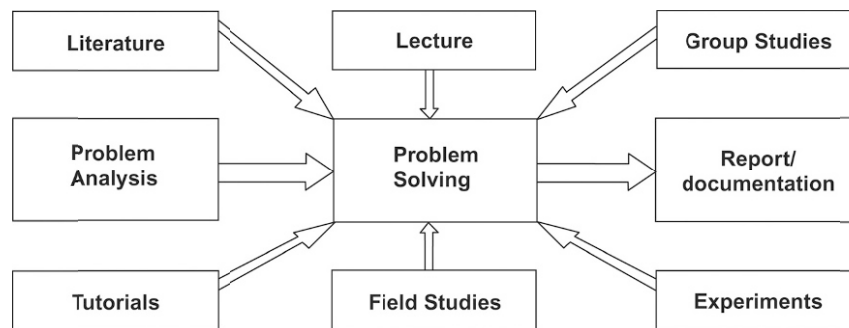 Literature
Lecture
Group Studies
Problem
Analysis
Problem
Solving
Report/
documentation
Tutorials
Field Studies
Experiments